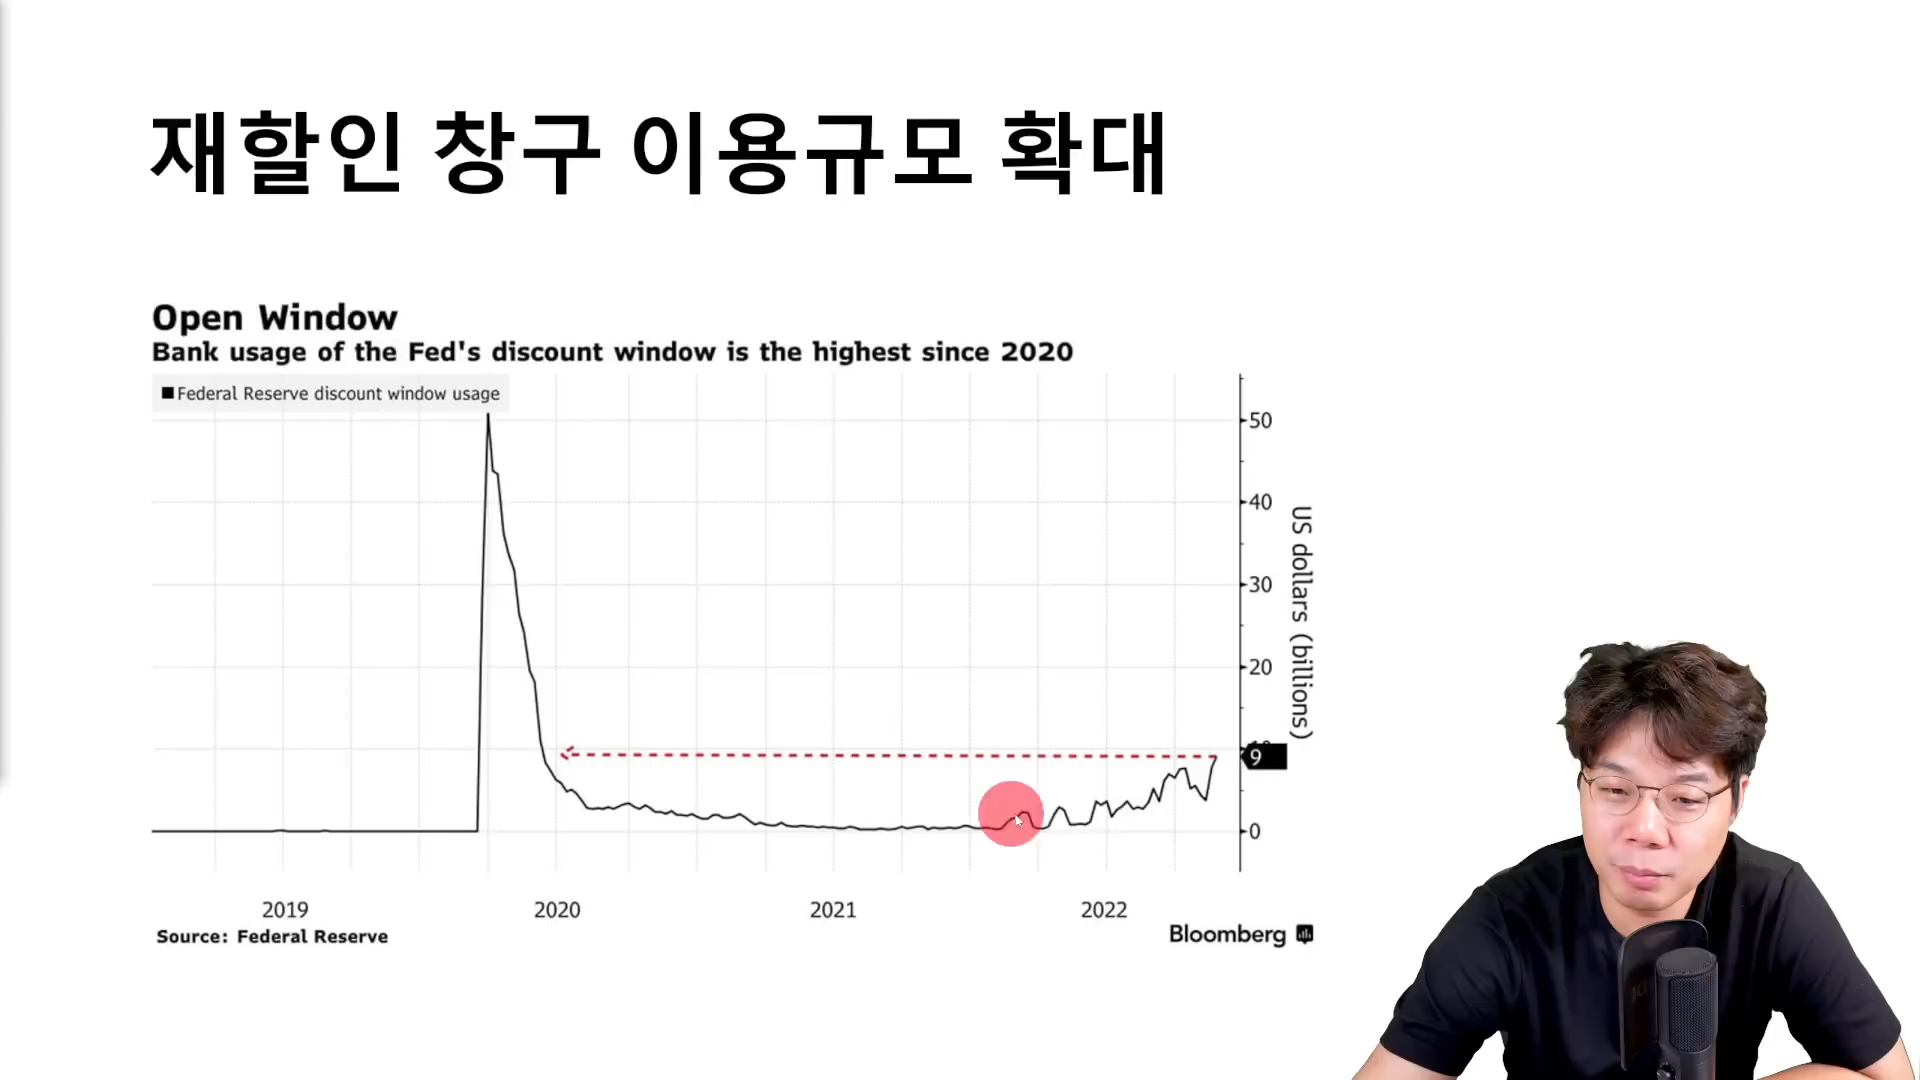 재할인 창구 이용규모 확대
Open Window
Bank usage of the Fed's discount window is the highest since 2020
Federal Reserve discount window usage
50
40
30
20
9
0
US dollars (billions)
2019 2020 2021 2022
Source: Federal Reserve
Bloomberg